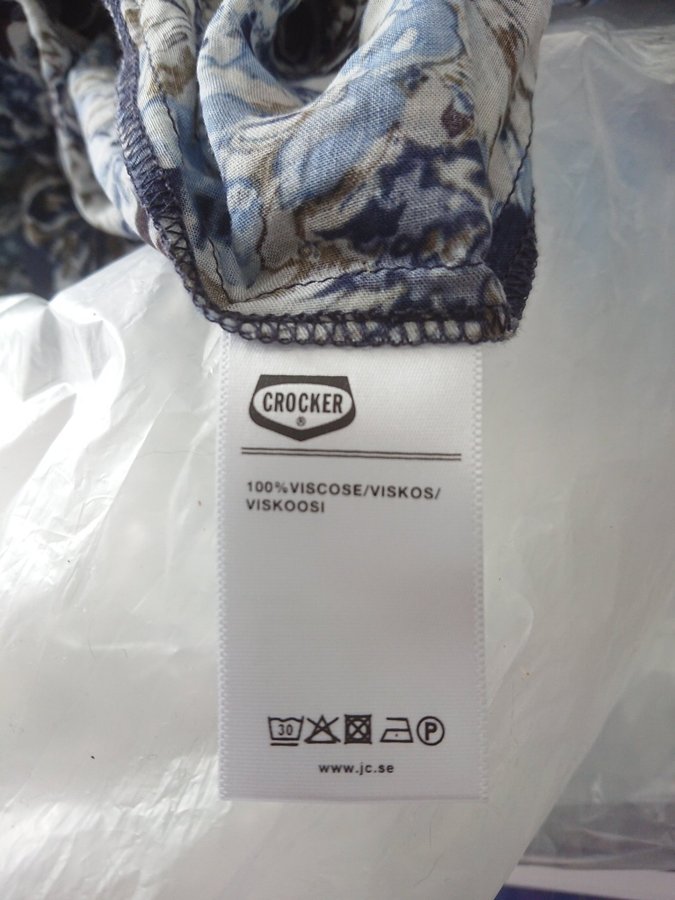 CROCKER
®
100%VISCOSE/VISKOS/
VISKOOSI
30 P
www.jc.se